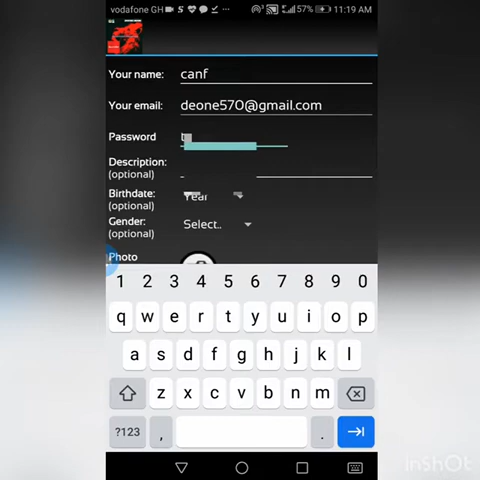 vodafone GH 57% 11:19 AM
Your name: canf
Your email: deone570@gmail.com
Password
Description:
(optional)
Birthdate: Year
(optional)
Gender: Select..
(optional)
Photo
1 2 3 4 5 6 7 8 9 0
q w e r t y u i o p
a s d f g h j k l
z x c v b n m
?123 , .
InShOt